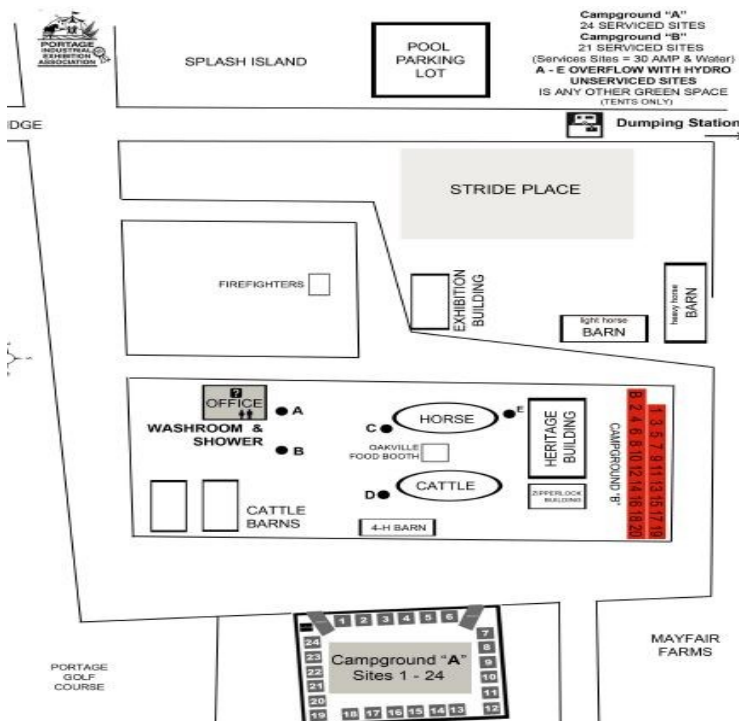 PORTAGE
INDUSTRIAL
EXHIBITION
ASSOCIATION
SPLASH ISLAND
POOL
PARKING
LOT
Campground "A"
24 SERVICED SITES
Campground "B"
21 SERVICED SITES
(Services Sites = 30 AMP & Water)
A - E OVERFLOW WITH HYDRO
UNSERVICED SITES
IS ANY OTHER GREEN SPACE
(TENTS ONLY)
IDGE
Dumping Station
STRIDE PLACE
FIREFIGHTERS
EXHIBITION
BUILDING
light horse
BARN
heavy horse
BARN
?
OFFICE
WASHROOM &
SHOWER
A
B
C
HORSE
E
OAKVILLE
FOOD BOOTH
D
CATTLE
HERITAGE
BUILDING
ZIPPERLOCK
BUILDING
CATTLE
BARNS
4-H BARN
CAMPGROUND "B"
B 2 4 6 8 10 12 14 16 18 20
1 3 5 7 9 11 13 15 17 19
1 2 3 4 5 6
24
23
22
21
20
19
Campground "A"
Sites 1 - 24
7
8
9
10
11
12
18 17 16 15 14 13
PORTAGE
GOLF
COURSE
MAYFAIR
FARMS